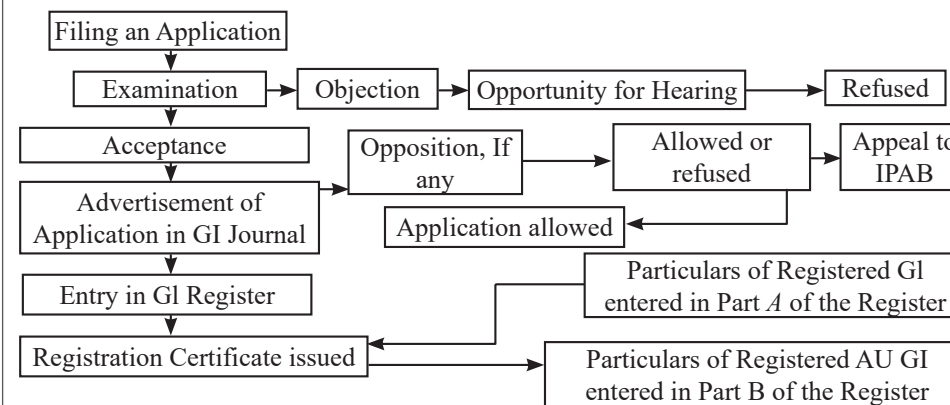 Filing an Application
Examination
Objection
Opportunity for Hearing
Refused
Acceptance
Opposition, If
any
Allowed or
refused
Appeal to
IPAB
Advertisement of
Application in GI Journal
Application allowed
Entry in Gl Register
Particulars of Registered Gl
entered in Part A of the Register
Registration Certificate issued
Particulars of Registered AU GI
entered in Part B of the Register